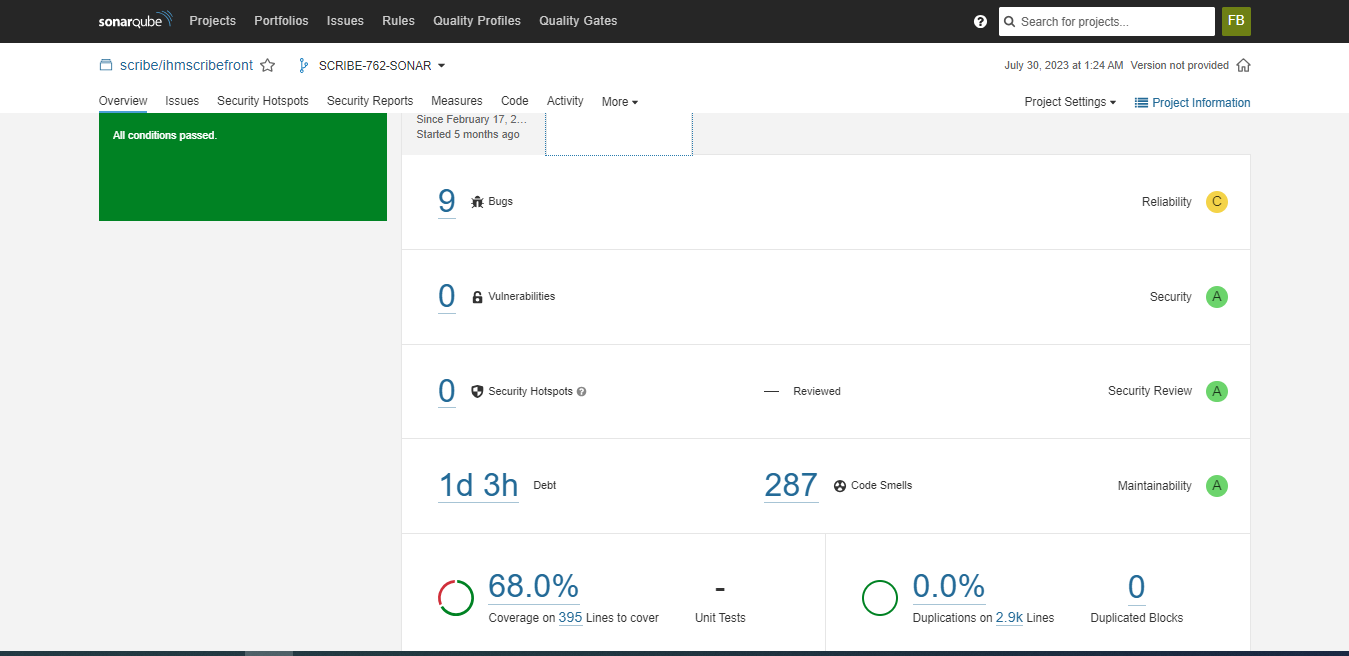 sonarqube Projects Portfolios Issues Rules Quality Profiles Quality Gates ? Search for projects... FB
scribe/ihmscribefront SCRIBE-762-SONAR July 30, 2023 at 1:24 AM Version not provided
Overview Issues Security Hotspots Security Reports Measures Code Activity More Project Settings Project Information
All conditions passed.
Since February 17, 2...
Started 5 months ago
9 Bugs Reliability C
0 Vulnerabilities Security A
0 Security Hotspots ? — Reviewed Security Review A
1d 3h Debt 287 Code Smells Maintainability A
68.0% - 0.0% 0
Coverage on 395 Lines to cover Unit Tests Duplications on 2.9k Lines Duplicated Blocks